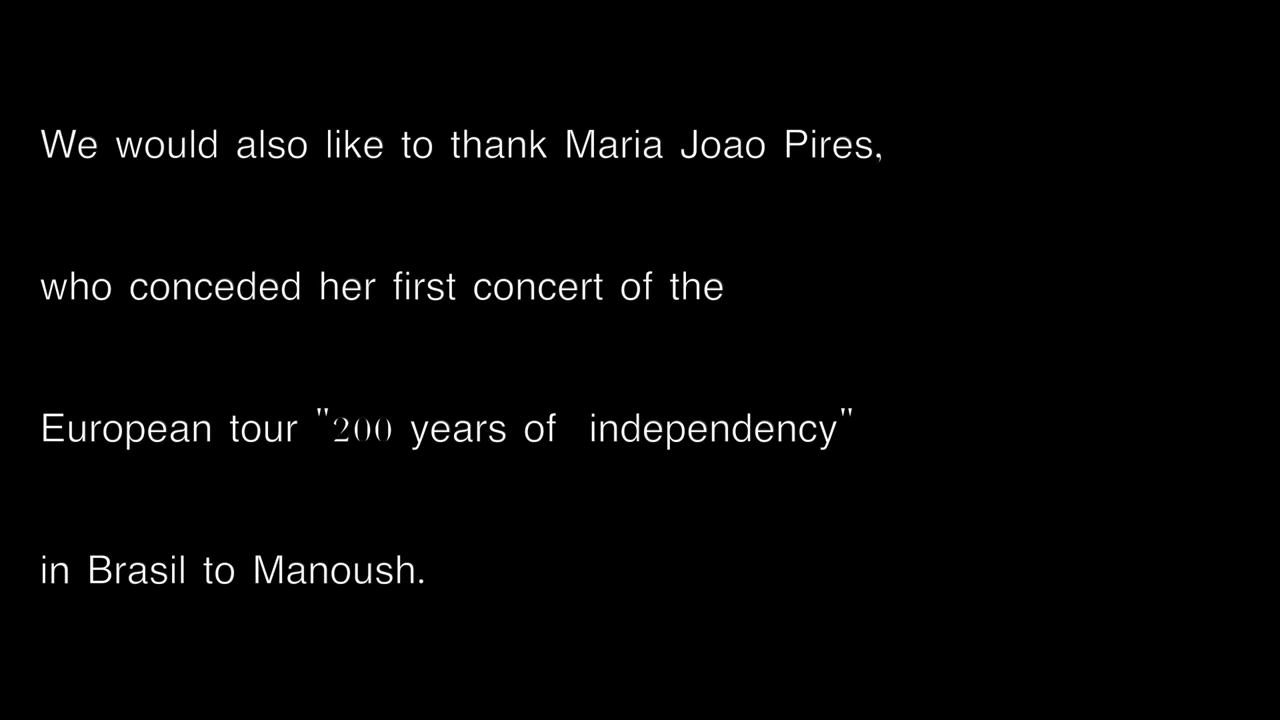 We would also like to thank Maria Joao Pires,
who conceded her first concert of the
European tour "200 years of independency"
in Brasil to Manoush.